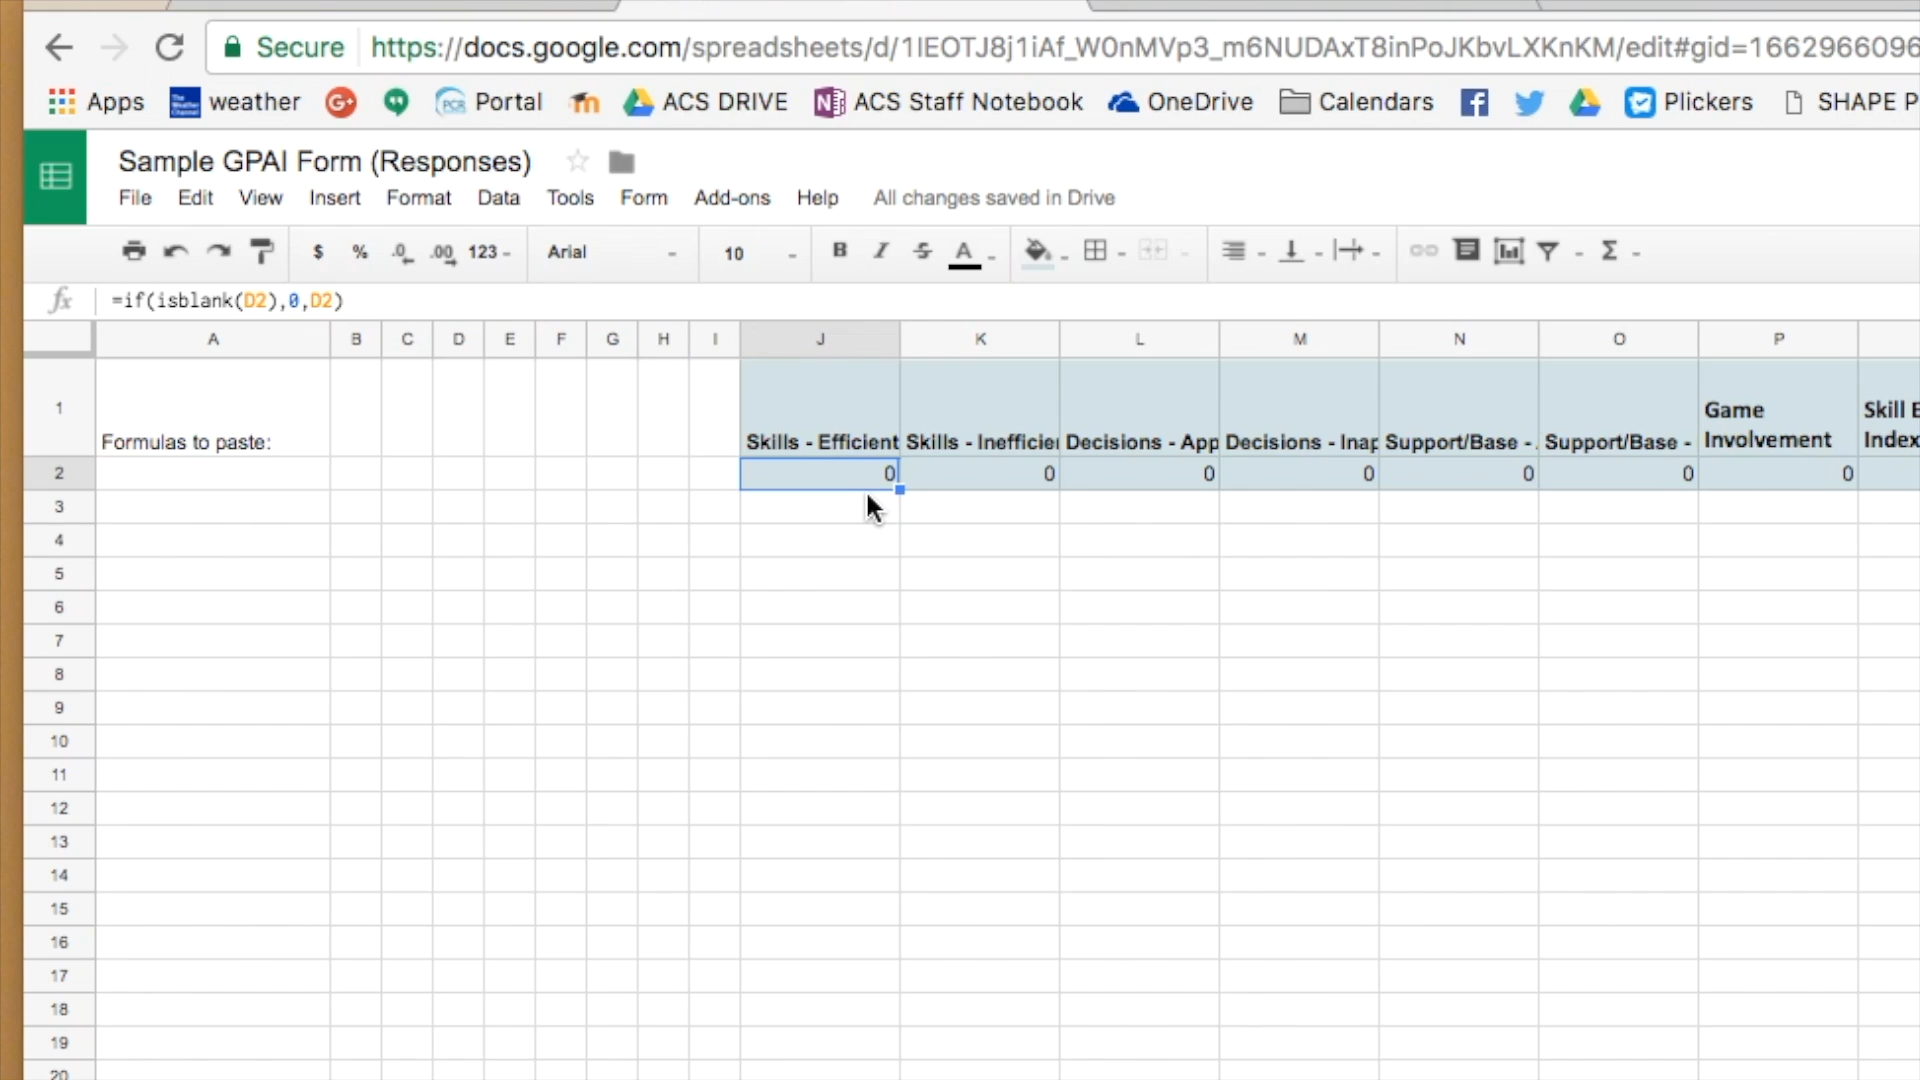 Secure https://docs.google.com/spreadsheets/d/1IEOTJ8j1iAf_W0nMVp3_m6NUDAxT8inPoJKbvLXKnKM/edit#gid=1662966096
Apps weather Portal ACS DRIVE ACS Staff Notebook OneDrive Calendars Plickers SHAPE P
Sample GPAI Form (Responses)
File Edit View Insert Format Data Tools Form Add-ons Help All changes saved in Drive
$ % .0 .00 123 Arial 10 B I S A Σ
fx =if(isblank(D2),0,D2)
A B C D E F G H I J K L M N O P
1 Formulas to paste: Skills - Efficient Skills - Inefficie Decisions - App Decisions - Inap Support/Base - . Support/Base - Game Involvement Skill E Index
2 0 0 0 0 0 0 0
3
4
5
6
7
8
9
10
11
12
13
14
15
16
17
18
19
20